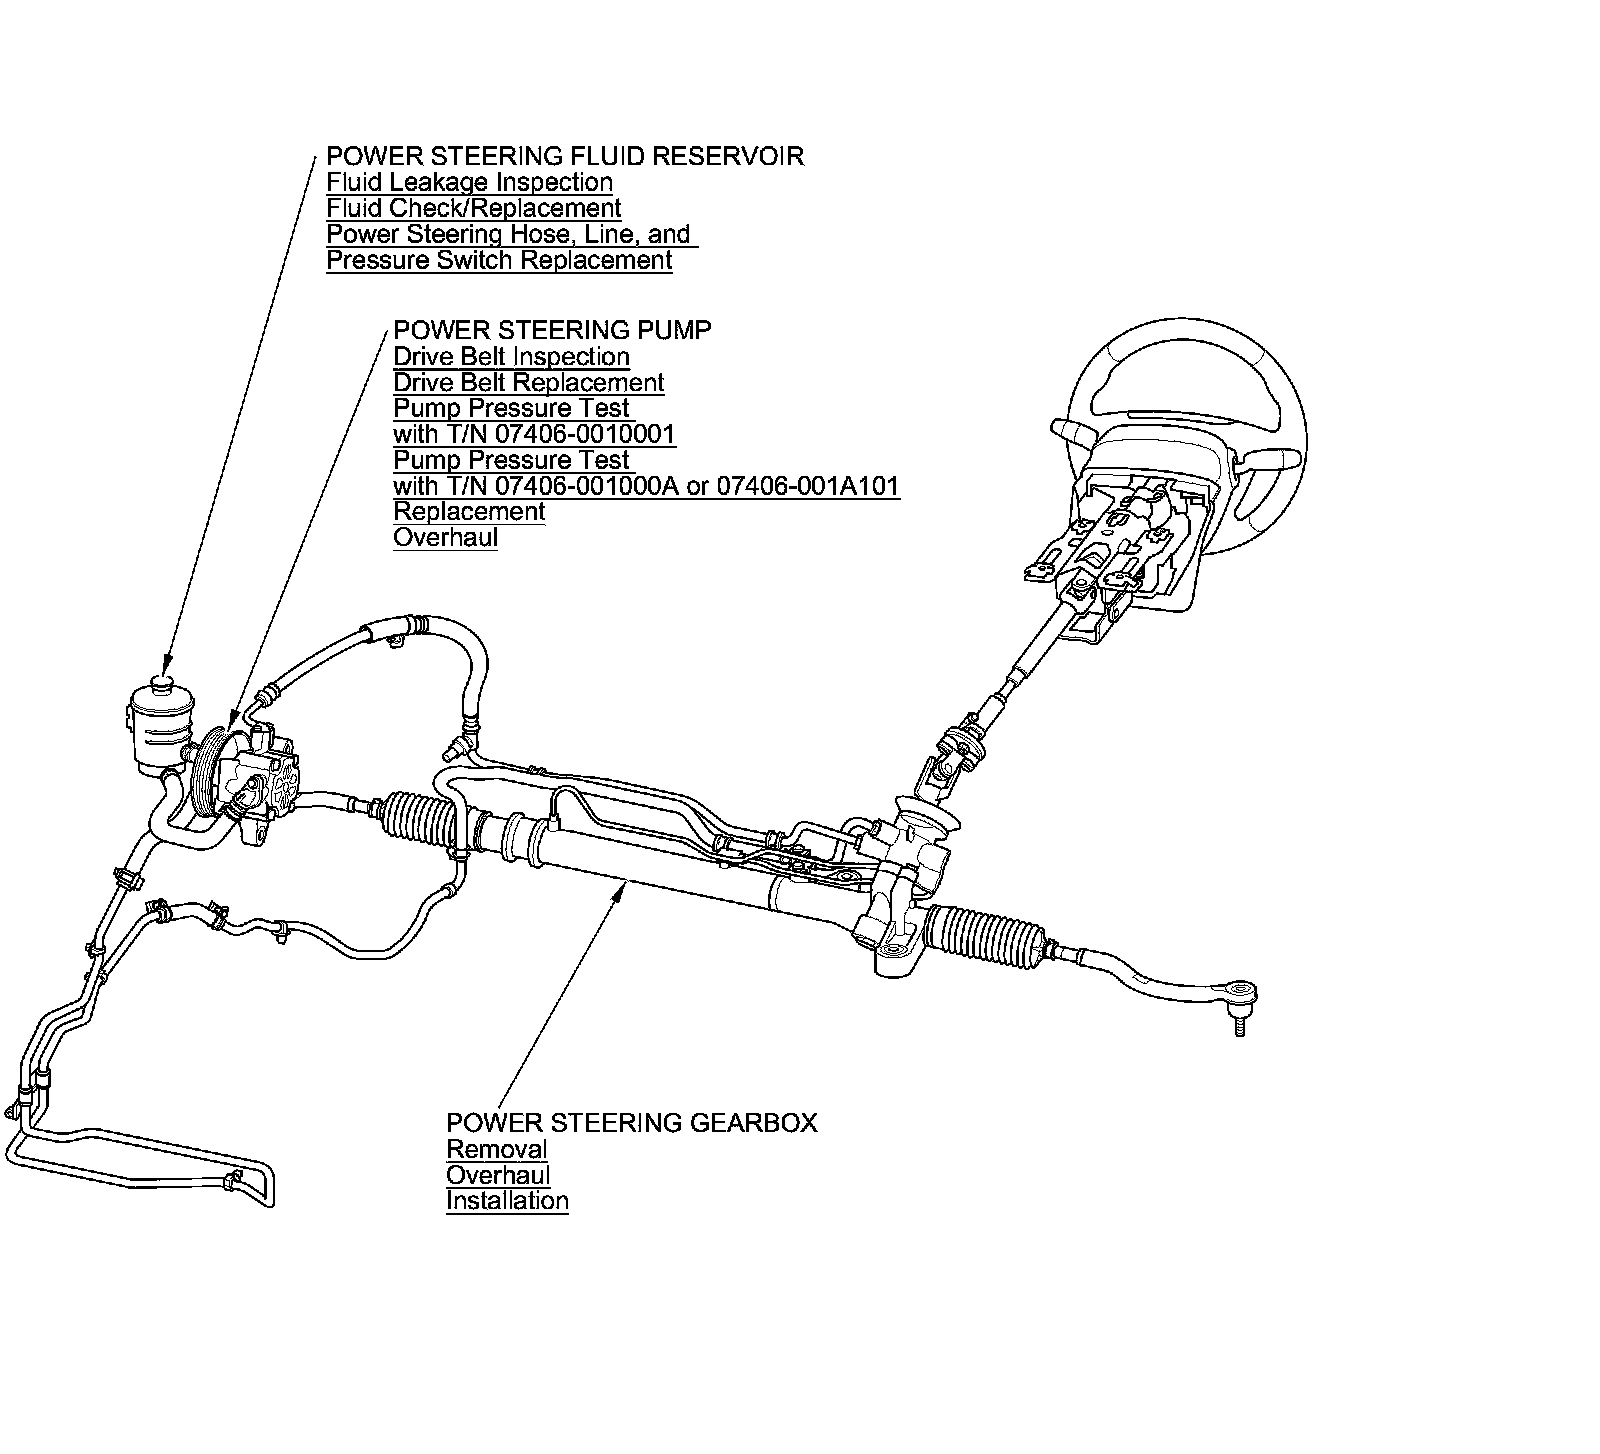 POWER STEERING FLUID RESERVOIR
Fluid Leakage Inspection
Fluid Check/Replacement
Power Steering Hose, Line, and
Pressure Switch Replacement
POWER STEERING PUMP
Drive Belt Inspection
Drive Belt Replacement
Pump Pressure Test
with T/N 07406-0010001
Pump Pressure Test
with T/N 07406-001000A or 07406-001A101
Replacement
Overhaul
POWER STEERING GEARBOX
Removal
Overhaul
Installation